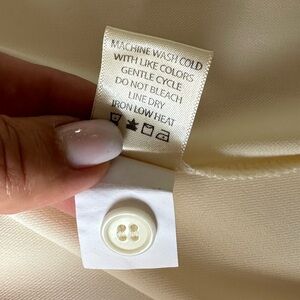 MACHINE WASH COLD
WITH LIKE COLORS
GENTLE CYCLE
DO NOT BLEACH
LINE DRY
IRON LOW HEAT